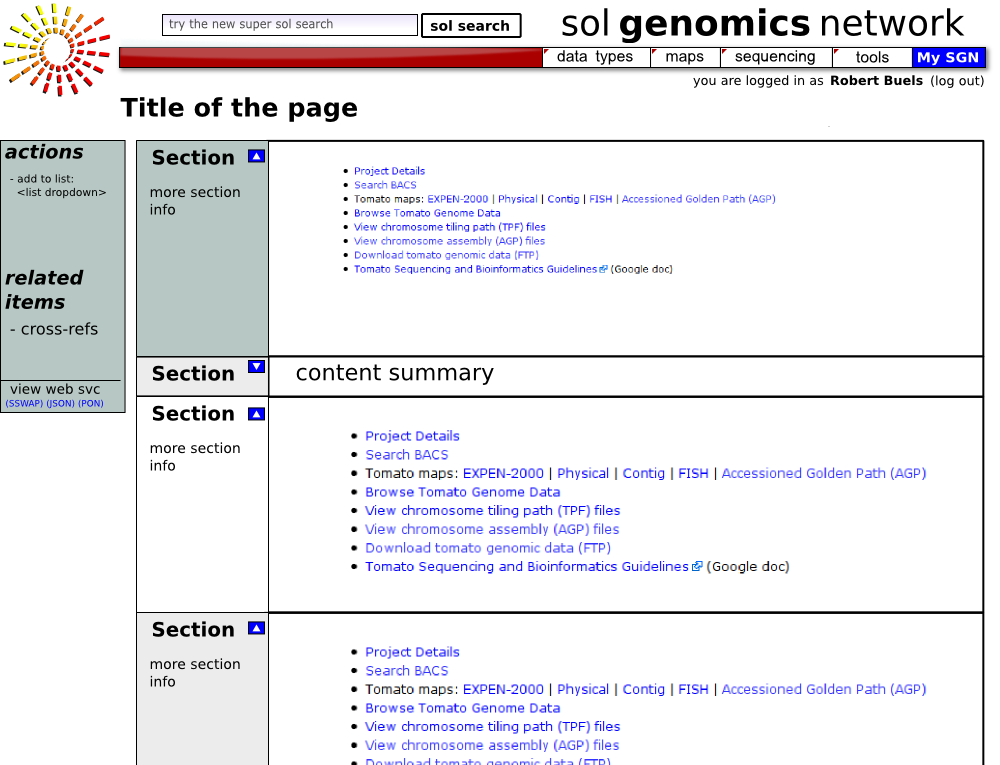 try the new super sol search
sol search
sol genomics network
data types
maps
sequencing
tools
My SGN
you are logged in as Robert Buels (log out)
Title of the page
actions
- add to list:
<list dropdown>
related
items
- cross-refs
view web svc
(SSWAP) (JSON) (PON)
Section
more section
info
Project Details
Search BACS
Tomato maps: EXPEN-2000 | Physical | Contig | FISH | Accessioned Golden Path (AGP)
Browse Tomato Genome Data
View chromosome tiling path (TPF) files
View chromosome assembly (AGP) files
Download tomato genomic data (FTP)
Tomato Sequencing and Bioinformatics Guidelines (Google doc)
Section
content summary
Section
more section
info
Project Details
Search BACS
Tomato maps: EXPEN-2000 | Physical | Contig | FISH | Accessioned Golden Path (AGP)
Browse Tomato Genome Data
View chromosome tiling path (TPF) files
View chromosome assembly (AGP) files
Download tomato genomic data (FTP)
Tomato Sequencing and Bioinformatics Guidelines (Google doc)
Section
more section
info
Project Details
Search BACS
Tomato maps: EXPEN-2000 | Physical | Contig | FISH | Accessioned Golden Path (AGP)
Browse Tomato Genome Data
View chromosome tiling path (TPF) files
View chromosome assembly (AGP) files
Download tomato genomic data (FTP)